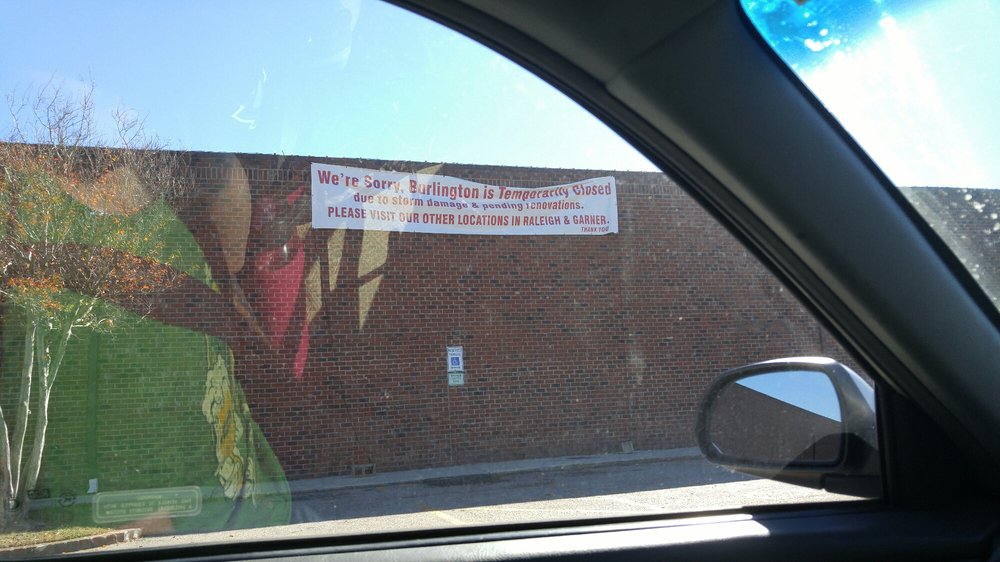 We're Sorry, Burlington is Temporarily Closed
due to storm damage & pending renovations.
PLEASE VISIT OUR OTHER LOCATIONS IN RALEIGH & GARNER.
THANK YOU